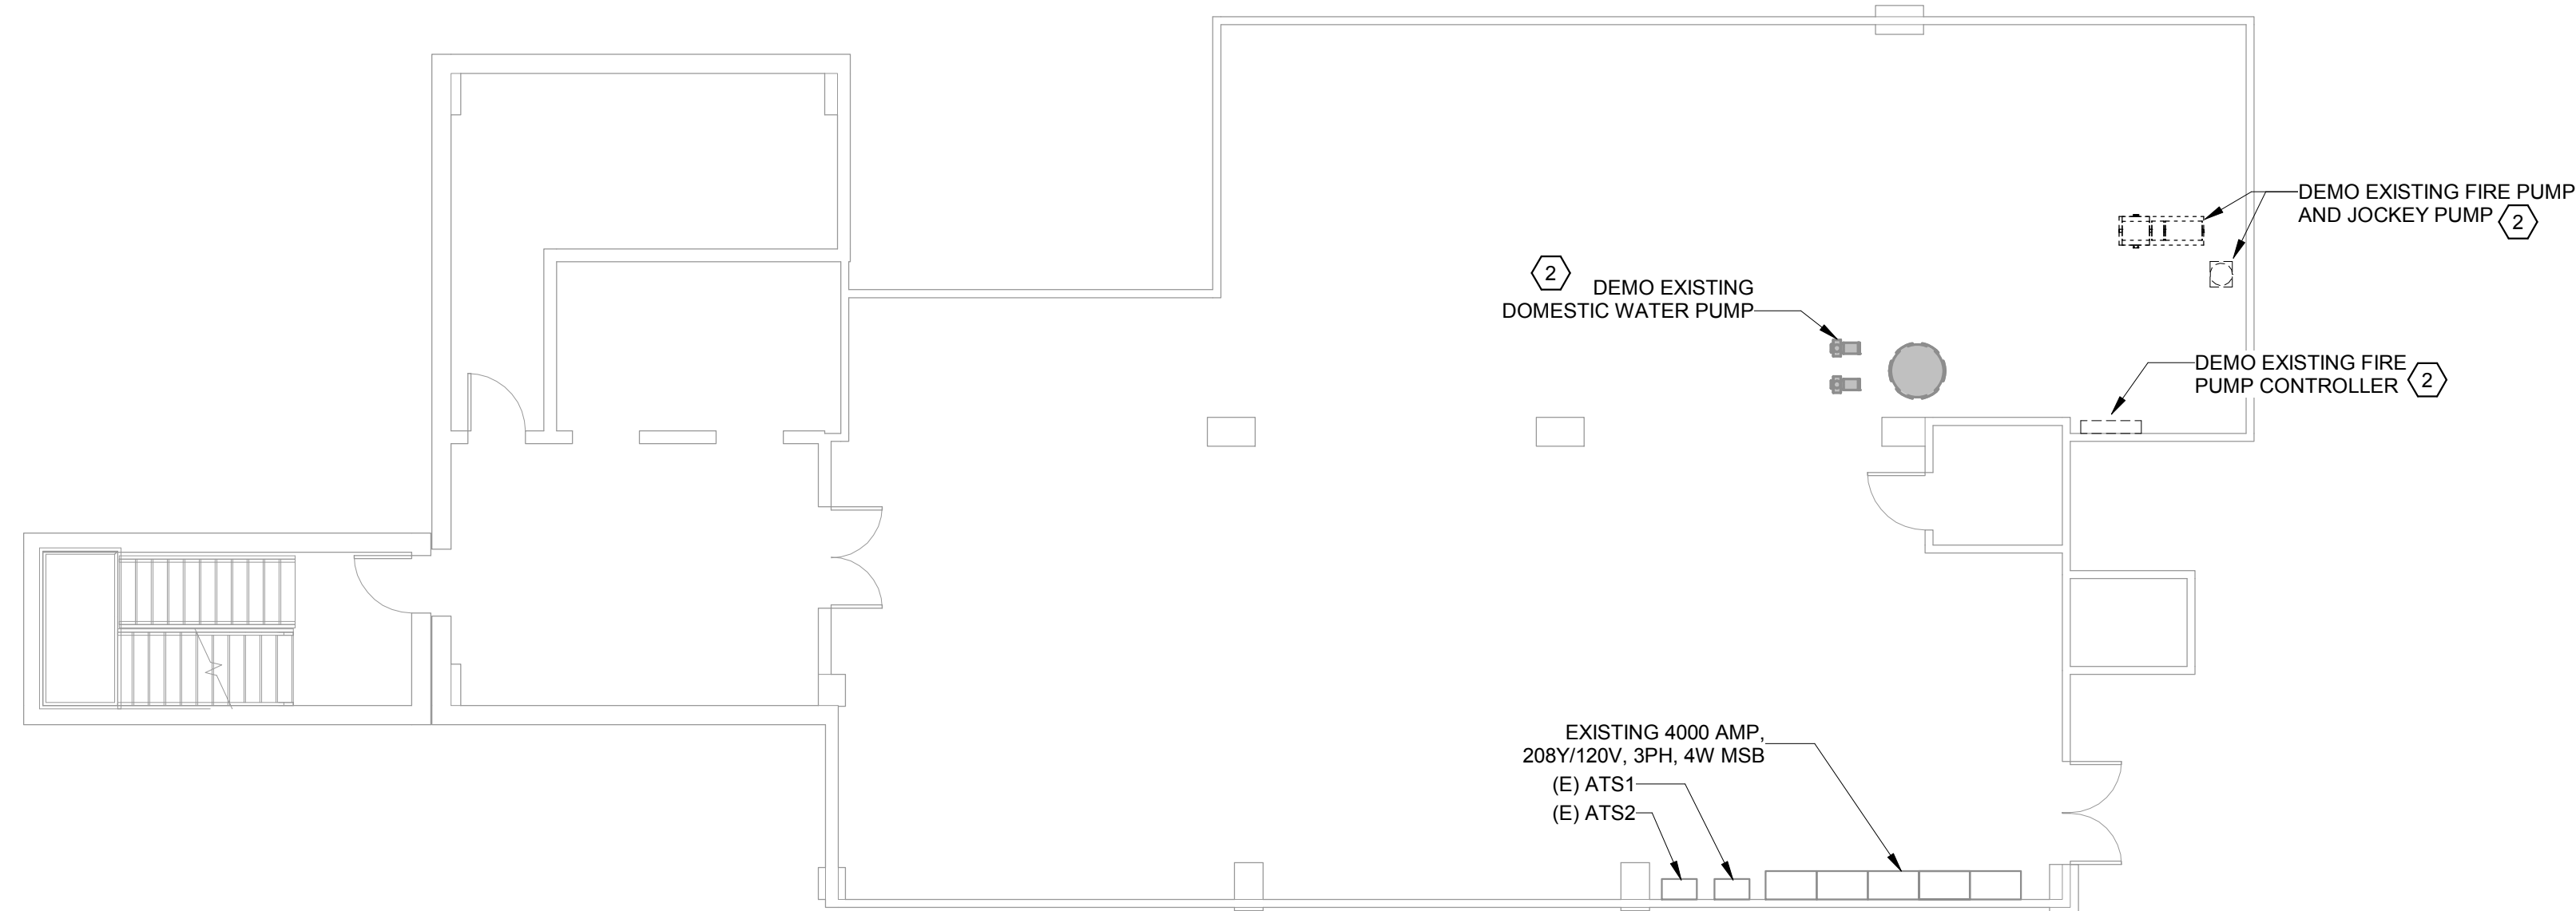 DEMO EXISTING FIRE PUMP
AND JOCKEY PUMP 2
2
DEMO EXISTING
DOMESTIC WATER PUMP
DEMO EXISTING FIRE
PUMP CONTROLLER 2
EXISTING 4000 AMP,
208Y/120V, 3PH, 4W MSB
(E) ATS1
(E) ATS2